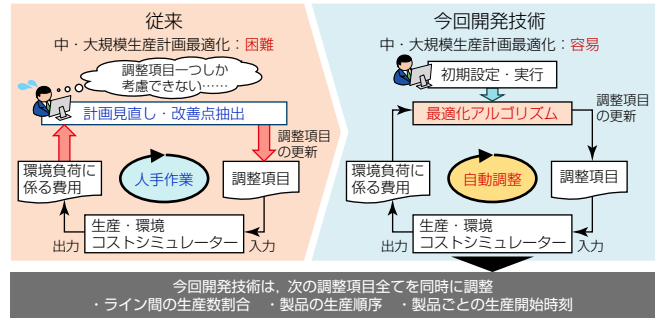 従来
中・大規模生産計画最適化：困難
調整項目一つしか
考慮できない……
計画見直し・改善点抽出
調整項目
の更新
環境負荷に
係る費用
人手作業
調整項目
生産・環境
コストシミュレーター
出力
入力
今回開発技術
中・大規模生産計画最適化：容易
初期設定・実行
最適化アルゴリズム
調整項目
の更新
環境負荷に
係る費用
自動調整
調整項目
生産・環境
コストシミュレーター
出力
入力
今回開発技術は，次の調整項目全てを同時に調整
・ライン間の生産数割合　・製品の生産順序　・製品ごとの生産開始時刻